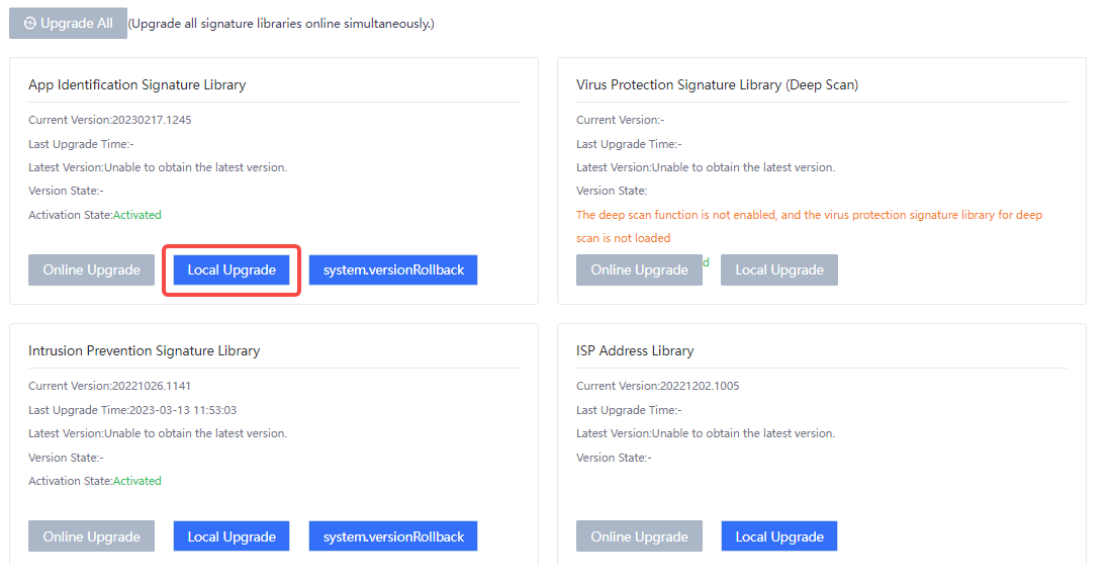 Upgrade All (Upgrade all signature libraries online simultaneously.)
App Identification Signature Library
Current Version:20230217.1245
Last Upgrade Time:-
Latest Version:Unable to obtain the latest version.
Version State:-
Activation State:Activated
Online Upgrade Local Upgrade system.versionRollback
Virus Protection Signature Library (Deep Scan)
Current Version:-
Last Upgrade Time:-
Latest Version:Unable to obtain the latest version.
Version State:
The deep scan function is not enabled, and the virus protection signature library for deep
scan is not loaded
Online Upgrade d Local Upgrade
Intrusion Prevention Signature Library
Current Version:20221026.1141
Last Upgrade Time:2023-03-13 11:53:03
Latest Version:Unable to obtain the latest version.
Version State:-
Activation State:Activated
Online Upgrade Local Upgrade system.versionRollback
ISP Address Library
Current Version:20221202.1005
Last Upgrade Time:-
Latest Version:Unable to obtain the latest version.
Version State:-
Online Upgrade Local Upgrade